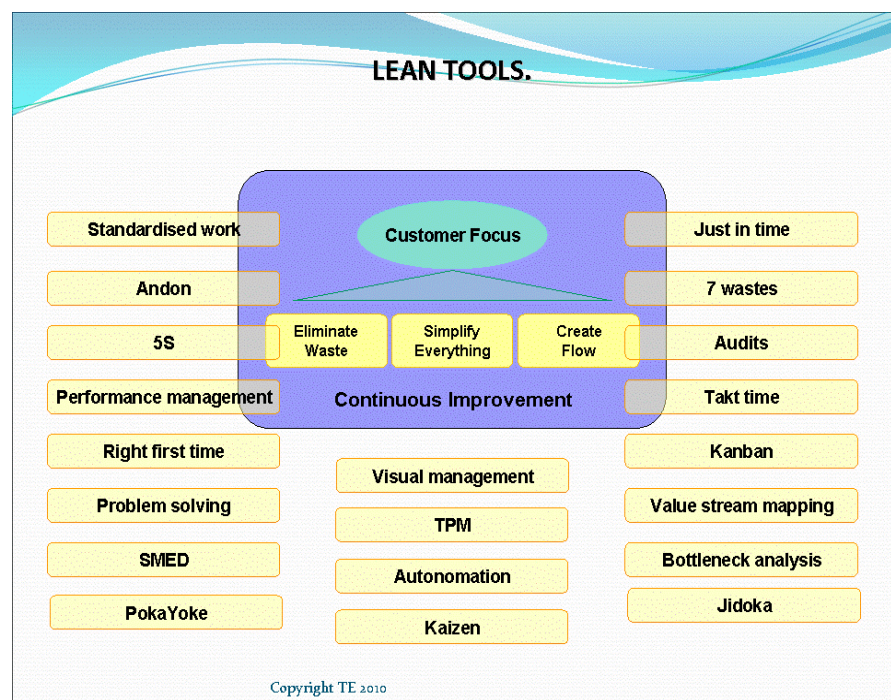 LEAN TOOLS.
Customer Focus
Eliminate
Waste
Simplify
Everything
Create
Flow
Continuous Improvement
Standardised work
Andon
5S
Performance management
Right first time
Problem solving
SMED
PokaYoke
Visual management
TPM
Autonomation
Kaizen
Just in time
7 wastes
Audits
Takt time
Kanban
Value stream mapping
Bottleneck analysis
Jidoka
Copyright TE 2010